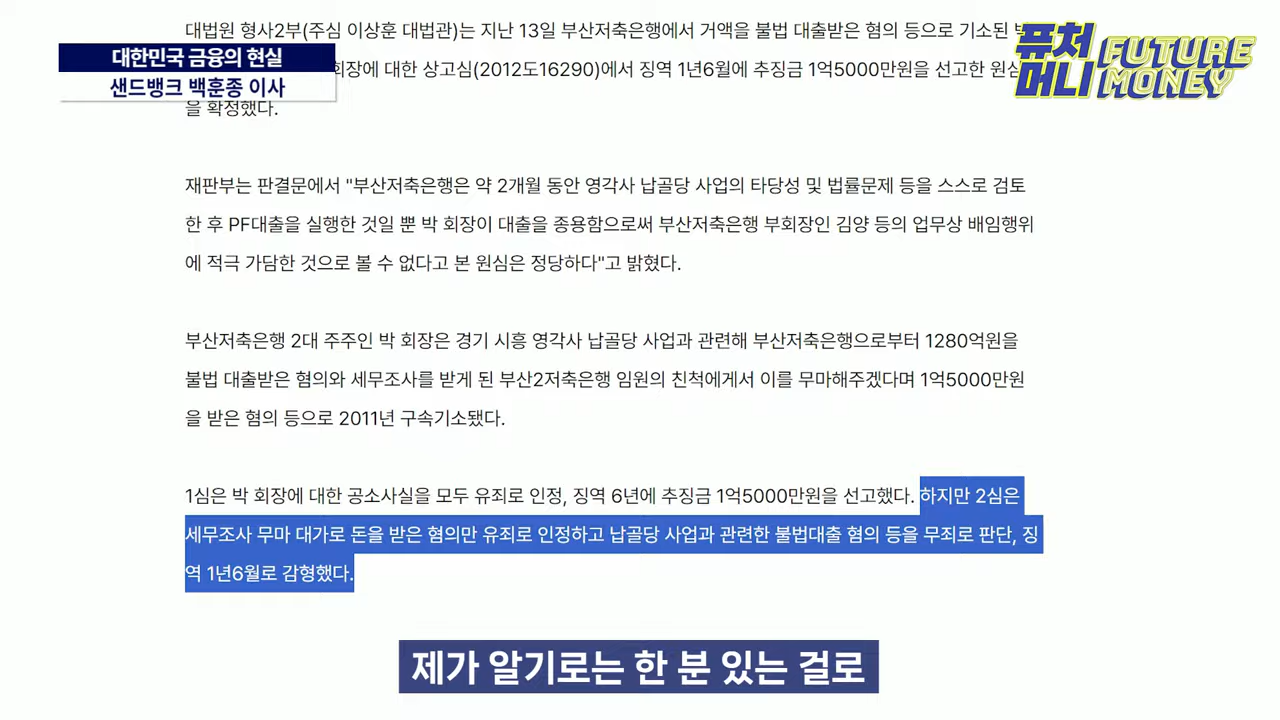 대법원 형사2부(주심 이상훈 대법관)는 지난 13일 부산저축은행에서 거액을 불법 대출받은 혐의 등으로 기소된
대한민국 금융의 현실
샌드뱅크 백훈종 이사
퓨처머니
FUTURE MONEY
회장에 대한 상고심(2012도16290)에서 징역 1년6월에 추징금 1억5000만원을 선고한 원심
을 확정했다.
재판부는 판결문에서 "부산저축은행은 약 2개월 동안 영각사 납골당 사업의 타당성 및 법률문제 등을 스스로 검토
한 후 PF대출을 실행한 것일 뿐 박 회장이 대출을 종용함으로써 부산저축은행 부회장인 김양 등의 업무상 배임행위
에 적극 가담한 것으로 볼 수 없다고 본 원심은 정당하다"고 밝혔다.
부산저축은행 2대 주주인 박 회장은 경기 시흥 영각사 납골당 사업과 관련해 부산저축은행으로부터 1280억원을
불법 대출받은 혐의와 세무조사를 받게 된 부산2저축은행 임원의 친척에게서 이를 무마해주겠다며 1억5000만원
을 받은 혐의 등으로 2011년 구속기소됐다.
1심은 박 회장에 대한 공소사실을 모두 유죄로 인정, 징역 6년에 추징금 1억5000만원을 선고했다. 하지만 2심은
세무조사 무마 대가로 돈을 받은 혐의만 유죄로 인정하고 납골당 사업과 관련한 불법대출 혐의 등을 무죄로 판단, 징
역 1년6월로 감형했다.
제가 알기로는 한 분 있는 걸로